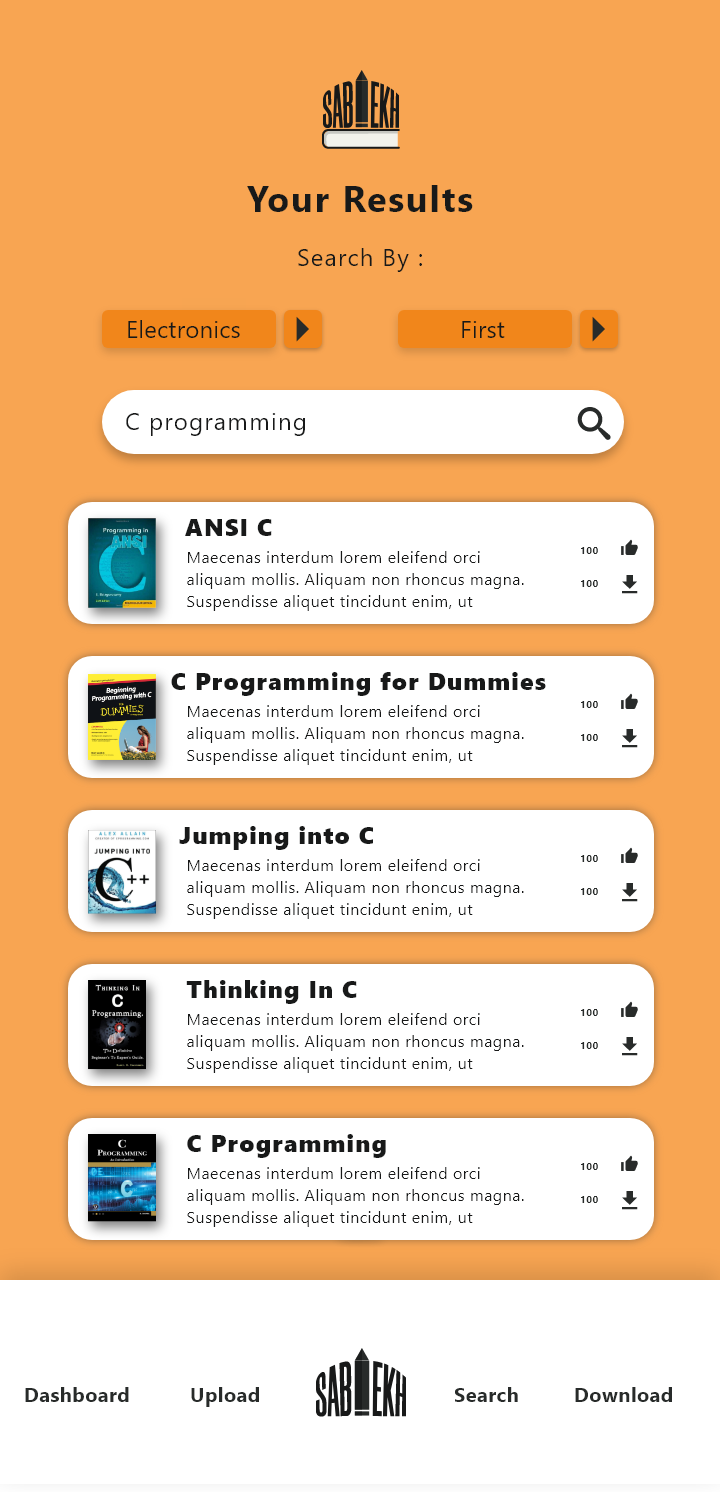 SABLEKH
Your Results
Search By :
Electronics
First
C programming
Programming in
ANSI
C
ANSI C
Maecenas interdum lorem eleifend orci
aliquam mollis. Aliquam non rhoncus magna.
Suspendisse aliquet tincidunt enim, ut
100
100
Beginning
Programming with C
FOR
DUMMIES
C Programming for Dummies
Maecenas interdum lorem eleifend orci
aliquam mollis. Aliquam non rhoncus magna.
Suspendisse aliquet tincidunt enim, ut
100
100
ALEX ALLAIN
JUMPING INTO
C++
Jumping into C
Maecenas interdum lorem eleifend orci
aliquam mollis. Aliquam non rhoncus magna.
Suspendisse aliquet tincidunt enim, ut
100
100
Thinking In
C
Programming.
The Definitive
Beginner's To Expert's Guide.
Thinking In C
Maecenas interdum lorem eleifend orci
aliquam mollis. Aliquam non rhoncus magna.
Suspendisse aliquet tincidunt enim, ut
100
100
C
Programming
An Introduction
C
C Programming
Maecenas interdum lorem eleifend orci
aliquam mollis. Aliquam non rhoncus magna.
Suspendisse aliquet tincidunt enim, ut
100
100
Dashboard
Upload
SABLEKH
Search
Download